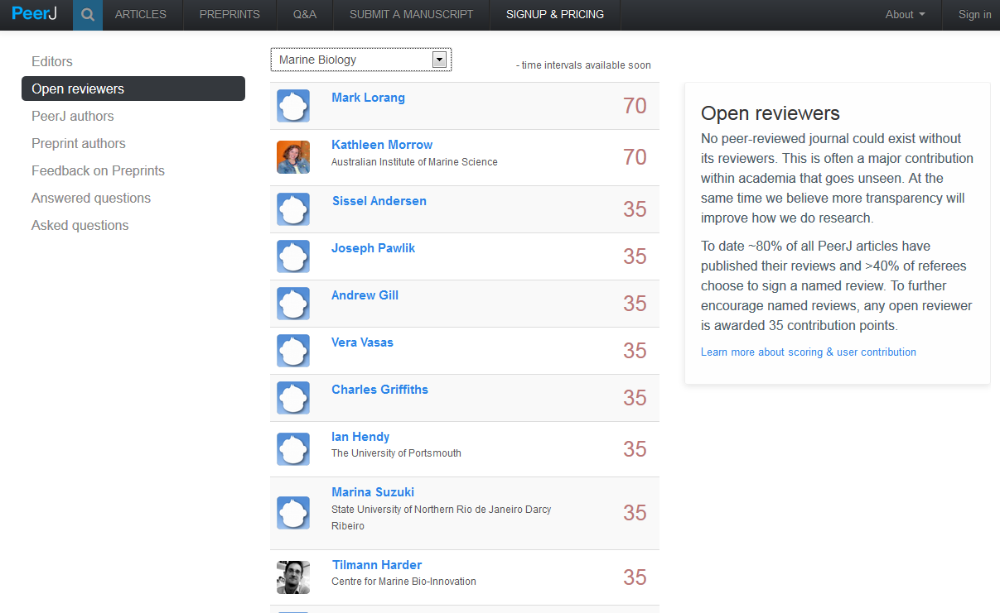 PeerJ
ARTICLES
PREPRINTS
Q&A
SUBMIT A MANUSCRIPT
SIGNUP & PRICING
About
Sign in
Editors
Open reviewers
PeerJ authors
Preprint authors
Feedback on Preprints
Answered questions
Asked questions
Marine Biology
- time intervals available soon
Mark Lorang
70
Kathleen Morrow
Australian Institute of Marine Science
70
Sissel Andersen
35
Joseph Pawlik
35
Andrew Gill
35
Vera Vasas
35
Charles Griffiths
35
Ian Hendy
The University of Portsmouth
35
Marina Suzuki
State University of Northern Rio de Janeiro Darcy
Ribeiro
35
Tilmann Harder
Centre for Marine Bio-Innovation
35
Open reviewers
No peer-reviewed journal could exist without
its reviewers. This is often a major contribution
within academia that goes unseen. At the
same time we believe more transparency will
improve how we do research.
To date ~80% of all PeerJ articles have
published their reviews and >40% of referees
choose to sign a named review. To further
encourage named reviews, any open reviewer
is awarded 35 contribution points.
Learn more about scoring & user contribution